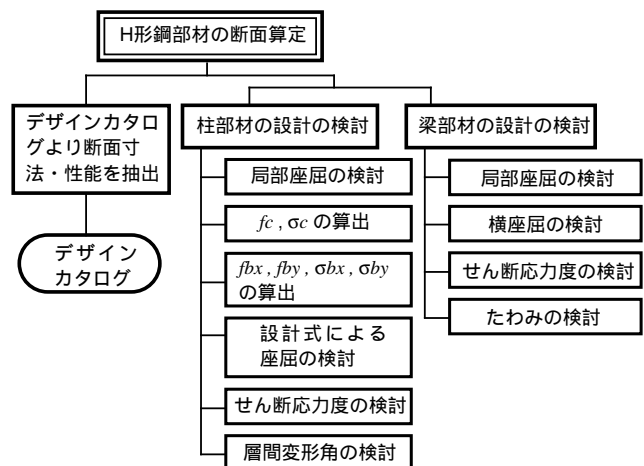 H形鋼部材の断面算定
デザインカタロ
グより断面寸
法・性能を抽出
デザイン
カタログ
柱部材の設計の検討
局部座屈の検討
fc , σc の算出
fbx , fby , σbx , σby
の算出
設計式による
座屈の検討
せん断応力度の検討
層間変形角の検討
梁部材の設計の検討
局部座屈の検討
横座屈の検討
せん断応力度の検討
たわみの検討